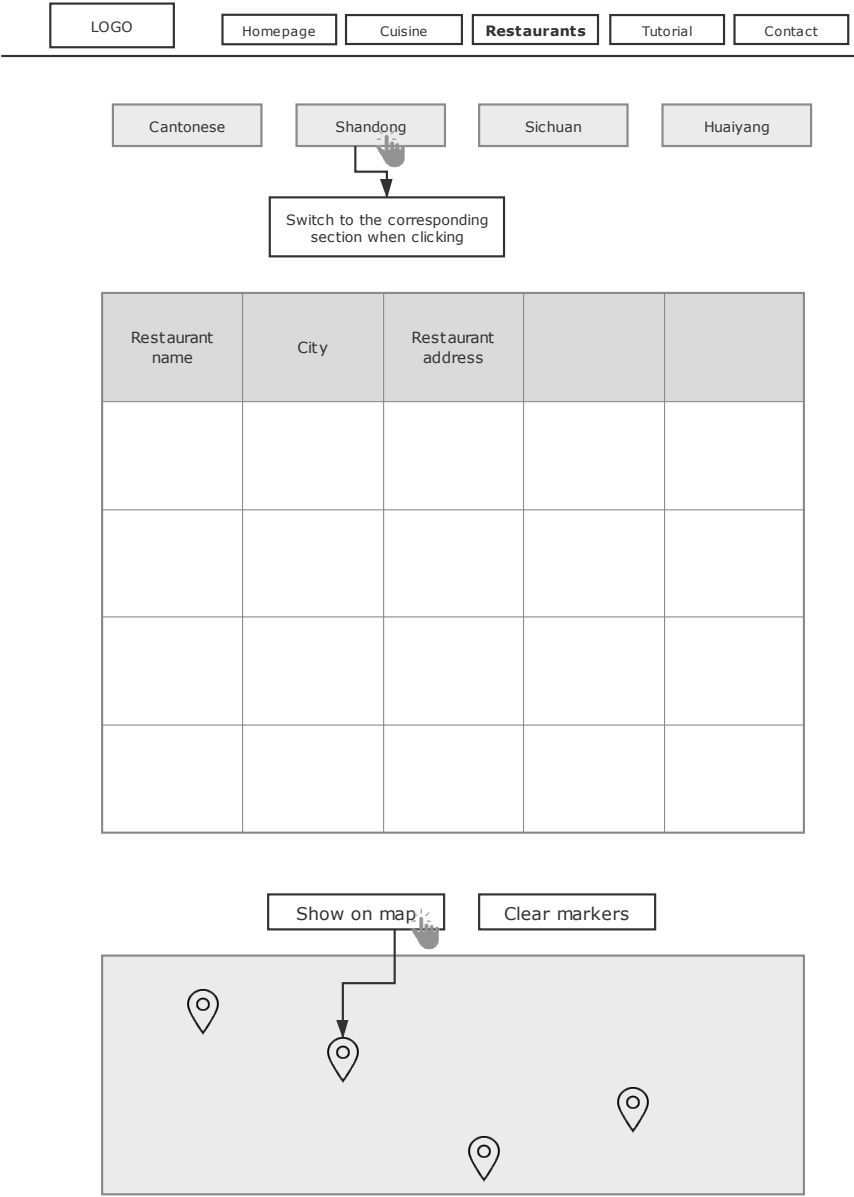 LOGO
Homepage
Cuisine
Restaurants
Tutorial
Contact
Cantonese
Shandong
Sichuan
Huaiyang
Switch to the corresponding
section when clicking
Restaurant
name
City
Restaurant
address
Show on map
Clear markers